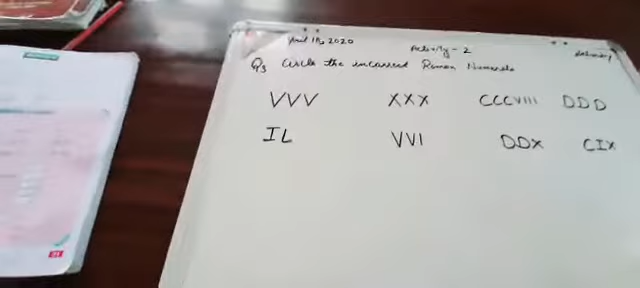 April 18, 2020 Activity-2
Q3 Circle the incorrect Roman Numerals
VVV XXX CCCVIII DDD
IL VVI DDX CIX